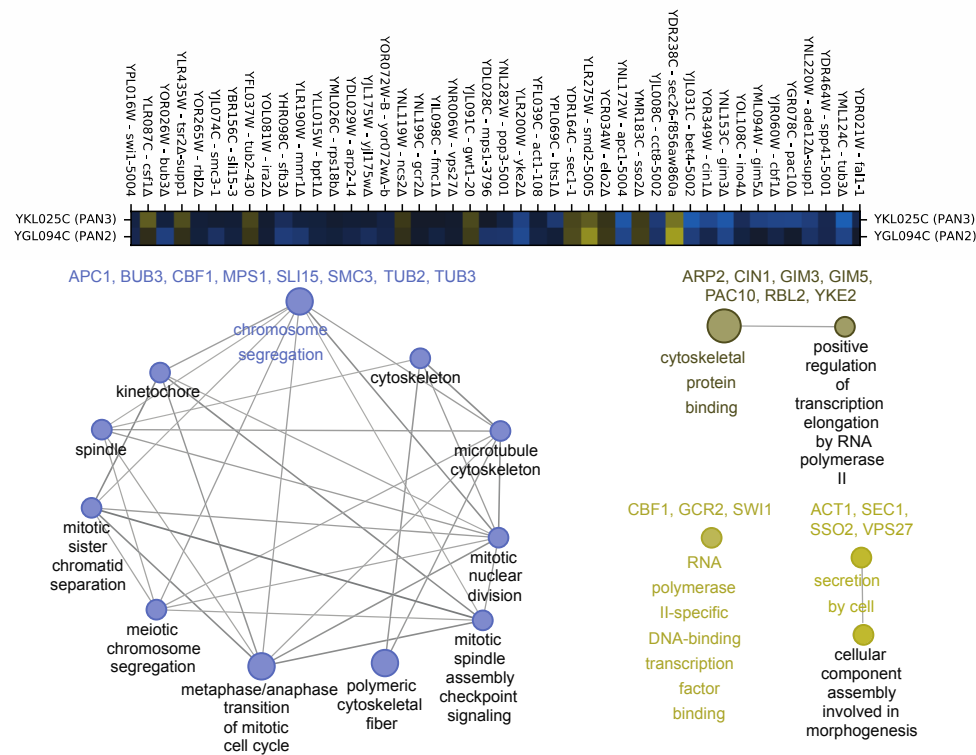 YPL016W - swi1-5004
YLR087C - csf1Δ
YOR026W - bub3Δ
YLR435W - tsr2Δ-supp1
YOR265W - rbl2Δ
YJL074C - smc3-1
YBR156C - sli15-3
YFL037W - tub2-430
YOL081W - ira2Δ
YHR098C - sfb3Δ
YLR190W - mmr1Δ
YLL015W - bpt1Δ
YML026C - rps18bΔ
YDL029W - arp2-14
YJL175W - yjl175wΔ
YOR072W-B - yor072wΔ-b
YNL119W - ncs2Δ
YNL199C - gcr2Δ
YIL098C - fmc1Δ
YNR006W - vps27Δ
YJL091C - gwt1-20
YDL028C - mps1-3796
YNL282W - pop3-5001
YLR200W - yke2Δ
YFL039C - act1-108
YPL069C - bts1Δ
YDR164C - sec1-1
YLR275W - smd2-5005
YCR034W - elo2Δ
YNL172W - apc1-5004
YMR183C - sso2Δ
YJL008C - cct8-5002
YDR238C - sec26-f856aw860a
YJL031C - bet4-5002
YOR349W - cin1Δ
YNL153C - gim3Δ
YOL108C - ino4Δ
YML094W - gim5Δ
YJR060W - cbf1Δ
YGR078C - pac10Δ
YNL220W - ade12Δ-supp1
YDR464W - spp41-5001
YML124C - tub3Δ
YDR021W - fal1-1
YKL025C (PAN3)
YGL094C (PAN2)
YKL025C (PAN3)
YGL094C (PAN2)
APC1, BUB3, CBF1, MPS1, SLI15, SMC3, TUB2, TUB3
chromosome
segregation
kinetochore
cytoskeleton
spindle
microtubule
cytoskeleton
mitotic
sister
chromatid
separation
mitotic
nuclear
division
meiotic
chromosome
segregation
mitotic
spindle
assembly
checkpoint
signaling
metaphase/anaphase
transition
of mitotic
cell cycle
polymeric
cytoskeletal
fiber
ARP2, CIN1, GIM3, GIM5,
PAC10, RBL2, YKE2
cytoskeletal
protein
binding
positive
regulation
of
transcription
elongation
by RNA
polymerase
II
CBF1, GCR2, SWI1
RNA
polymerase
II-specific
DNA-binding
transcription
factor
binding
ACT1, SEC1,
SSO2, VPS27
secretion
by cell
cellular
component
assembly
involved in
morphogenesis